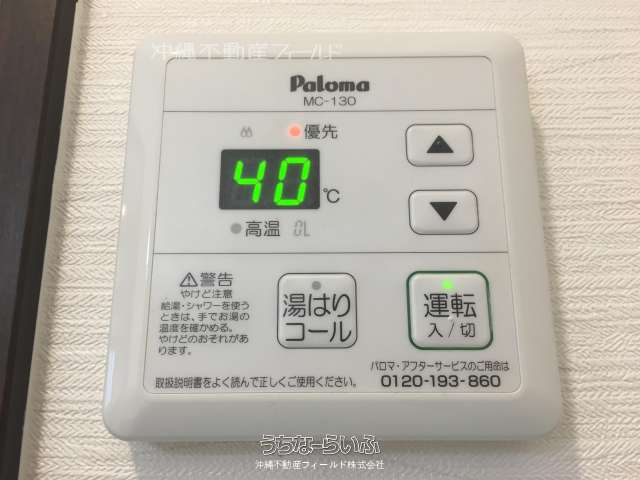 沖縄不動産フィールド
Paloma
MC-130
優先
40
℃
高温 0L
警告
やけど注意
給湯・シャワーを使う
ときは、手でお湯の
温度を確かめる。
やけどのおそれがあ
ります。
湯はり
コール
運転
入/切
パロマ・アフターサービスのご用命は
取扱説明書をよく読んで正しくご使用ください。
0120-193-860
うちなーらいふ
沖縄不動産フィールド株式会社